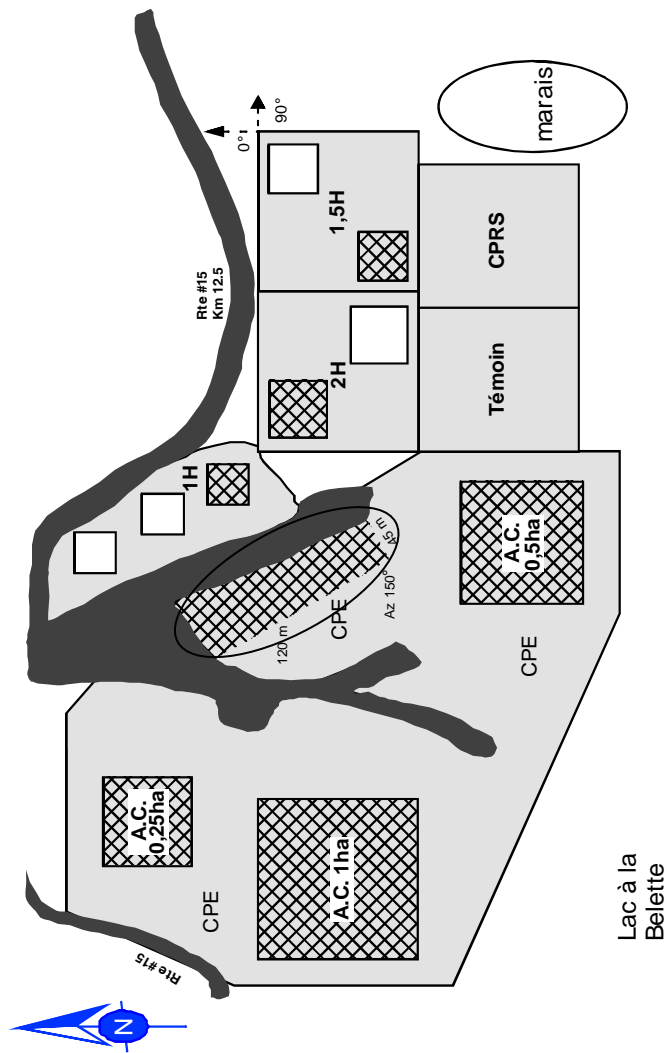 0°
90°
marais
Rte #15
Km 12.5
1,5H
CPRS
2H
Témoin
1H
A.C.
0,5ha
45 m
Az 150°
120 m
CPE
CPE
A.C.
0,25ha
A.C. 1ha
CPE
Rte #15
Lac à la
Belette
N